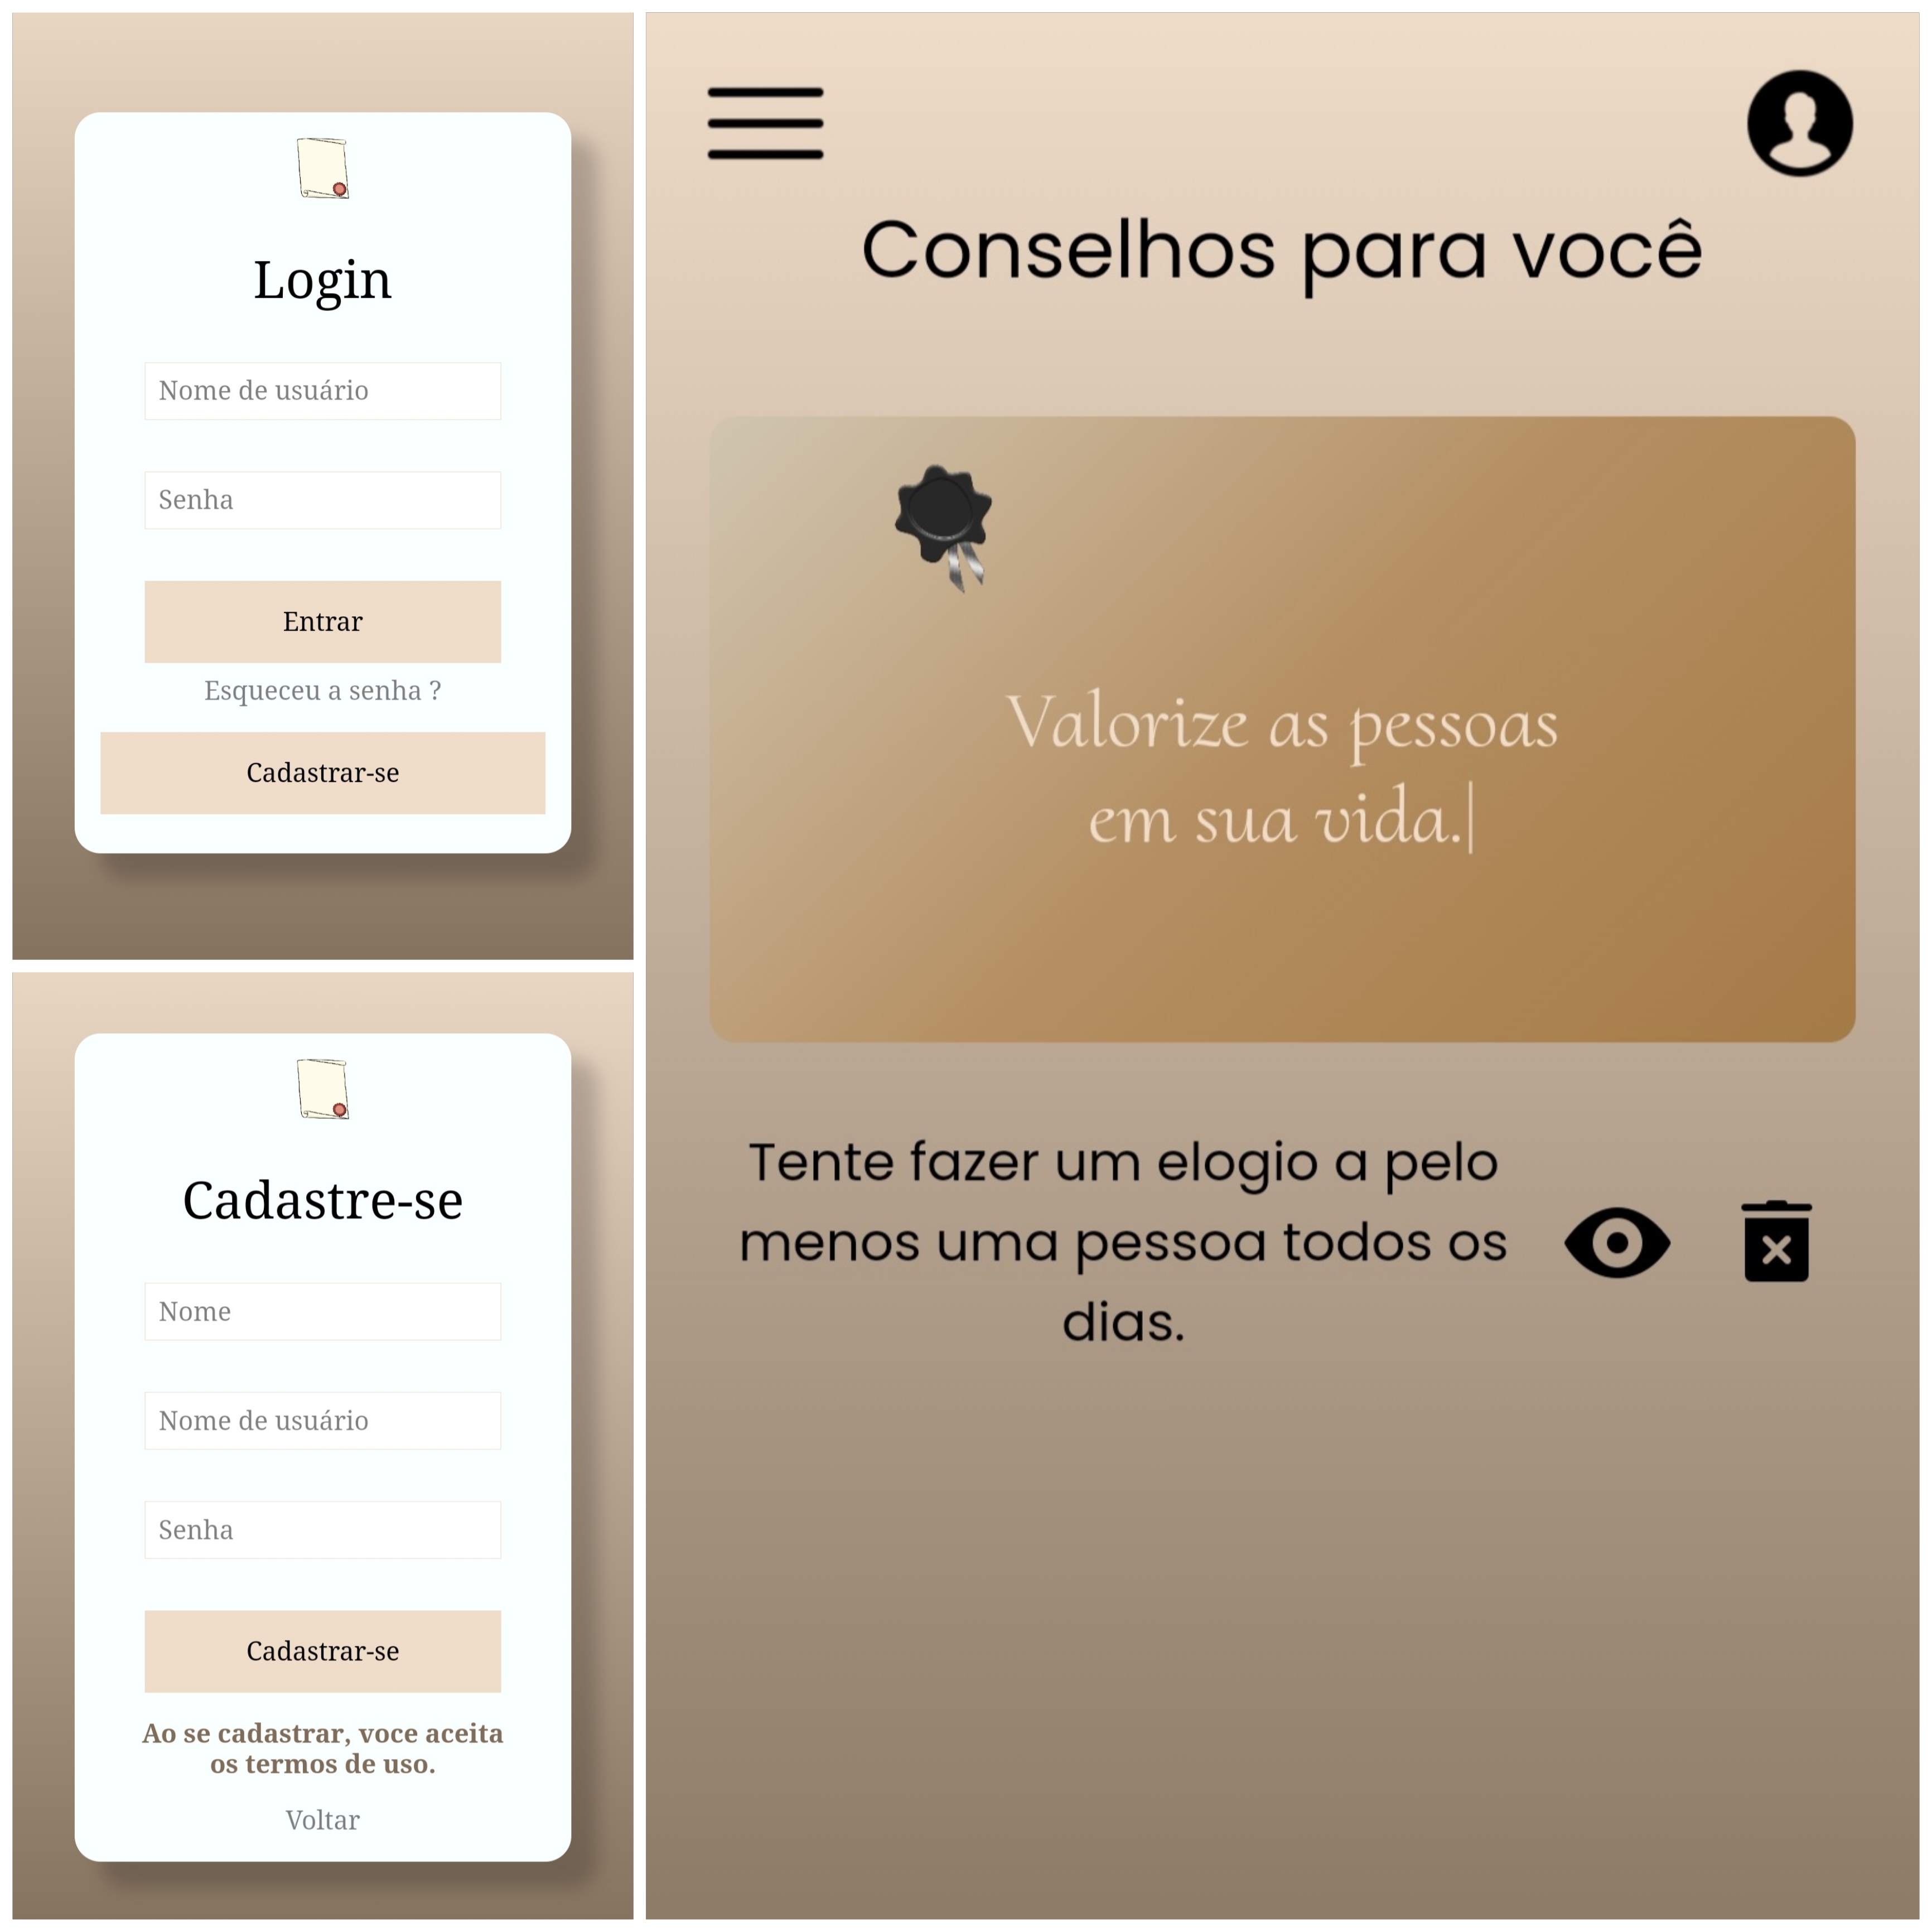 Login
Nome de usuário
Senha
Entrar
Esqueceu a senha ?
Cadastrar-se
Cadastre-se
Nome
Nome de usuário
Senha
Cadastrar-se
Ao se cadastrar, voce aceita
os termos de uso.
Voltar
Conselhos para você
Valorize as pessoas
em sua vida.|
Tente fazer um elogio a pelo
menos uma pessoa todos os
dias.